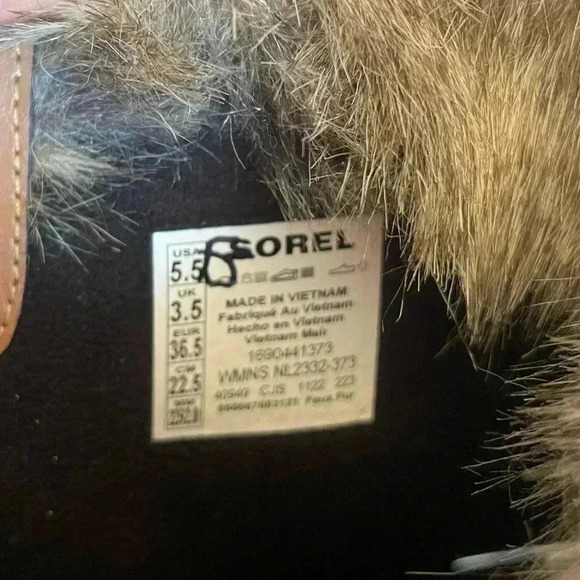 USA
5.5
UK
3.5
EUR
36.5
CM
22.5
SOREL
MADE IN VIETNAM
Fabriqué Au Vietnam
Hecho en Vietnam
Vietnam Mali
1690441373
WMNS NL2332-373
40940 CJS 1122 223
Faux Fur